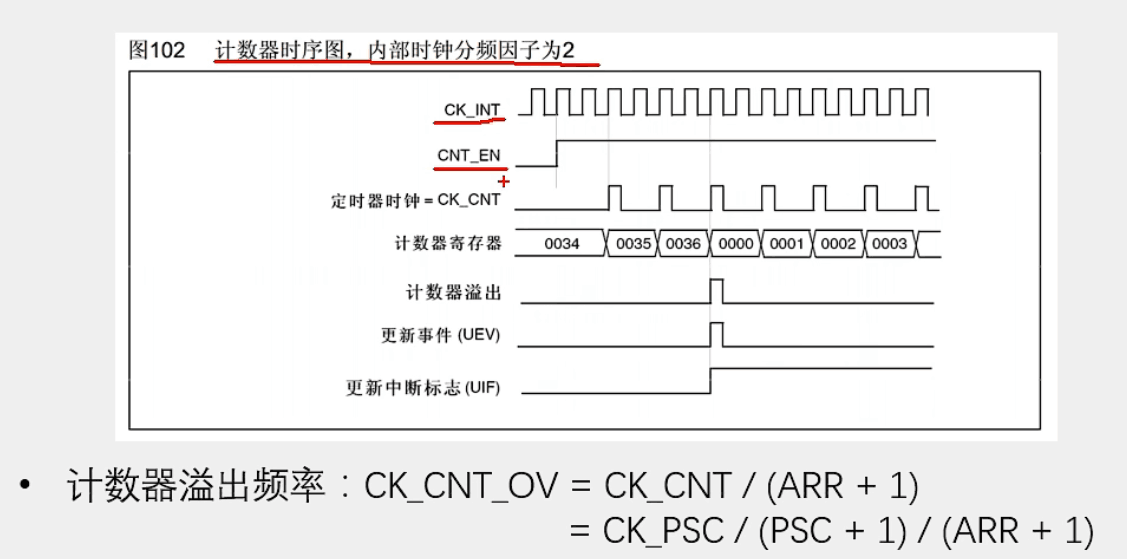 图102 计数器时序图，内部时钟分频因子为2
CK_INT
CNT_EN
定时器时钟 = CK_CNT
计数器寄存器 0034 0035 0036 0000 0001 0002 0003
计数器溢出
更新事件 (UEV)
更新中断标志 (UIF)
• 计数器溢出频率：CK_CNT_OV = CK_CNT / (ARR + 1)
= CK_PSC / (PSC + 1) / (ARR + 1)